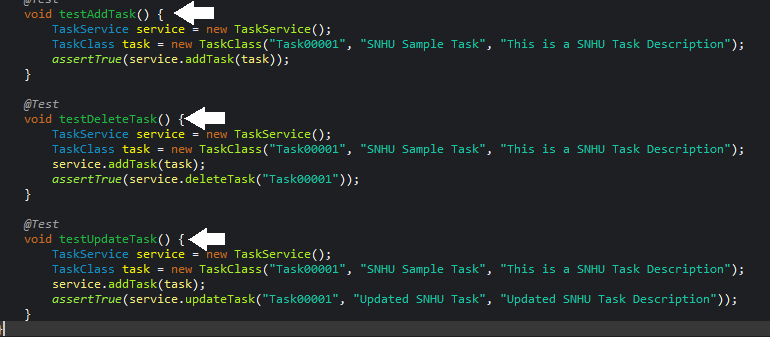 @Test
void testAddTask() {
TaskService service = new TaskService();
TaskClass task = new TaskClass("Task00001", "SNHU Sample Task", "This is a SNHU Task Description");
assertTrue(service.addTask(task));
}
@Test
void testDeleteTask() {
TaskService service = new TaskService();
TaskClass task = new TaskClass("Task00001", "SNHU Sample Task", "This is a SNHU Task Description");
service.addTask(task);
assertTrue(service.deleteTask("Task00001"));
}
@Test
void testUpdateTask() {
TaskService service = new TaskService();
TaskClass task = new TaskClass("Task00001", "SNHU Sample Task", "This is a SNHU Task Description");
service.addTask(task);
assertTrue(service.updateTask("Task00001", "Updated SNHU Task", "Updated SNHU Task Description"));
}
}